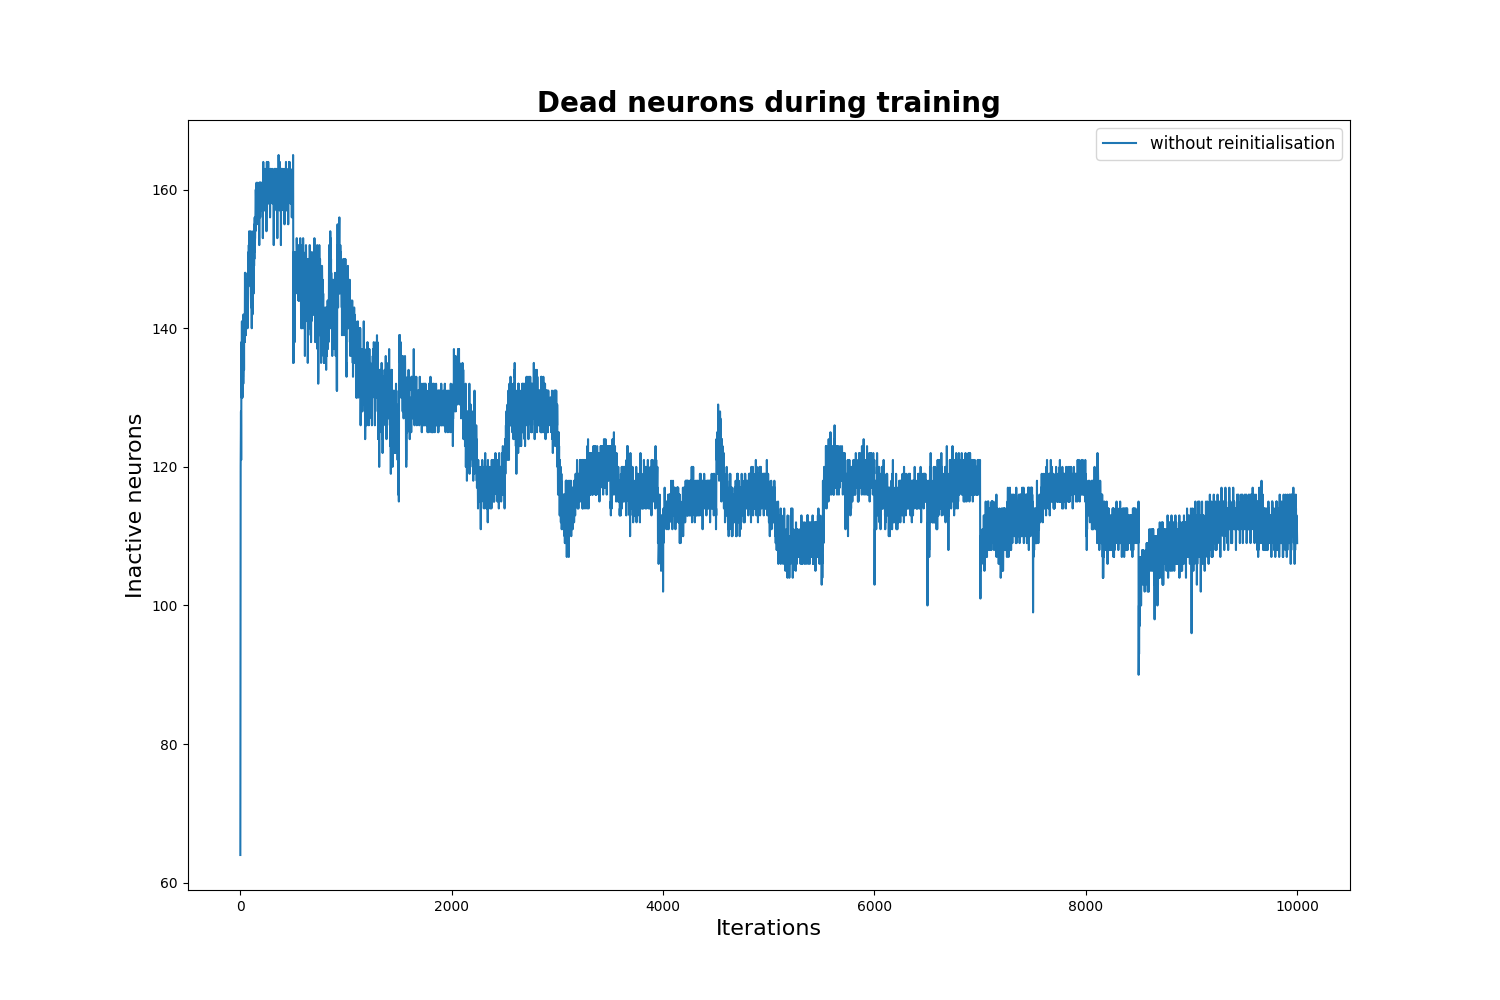 Dead neurons during training
without reinitialisation
Inactive neurons
160
140
120
100
80
60
0 2000 4000 6000 8000 10000
Iterations